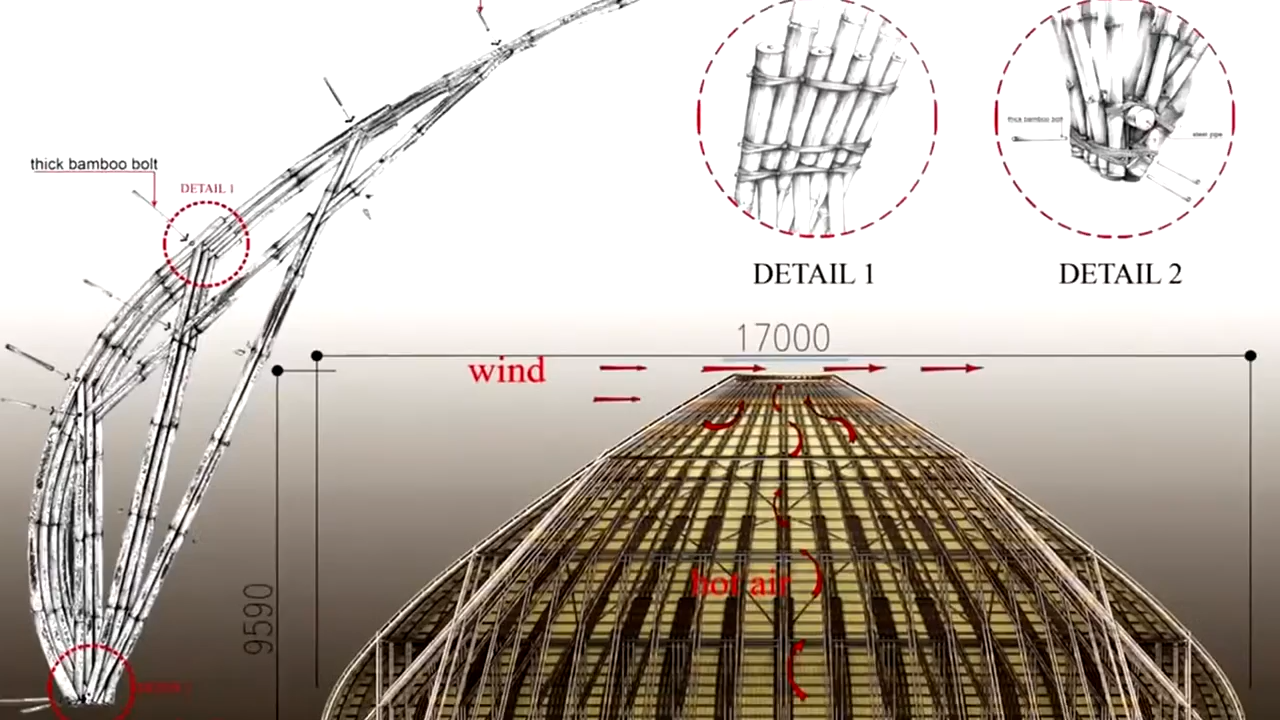 thick bamboo bolt
DETAIL 1
thick bamboo bolt
steel pipe
DETAIL 1
DETAIL 2
17000
wind
hot air
9590